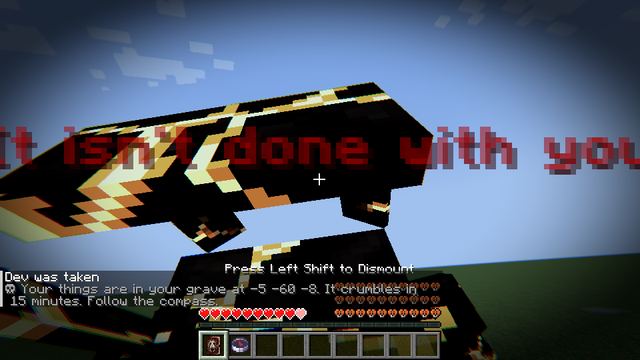 It isn't done with you
Press Left Shift to Dismount
Dev was taken
☠ Your things are in your grave at -5 -60 -8. It crumbles in
15 minutes. Follow the compass.